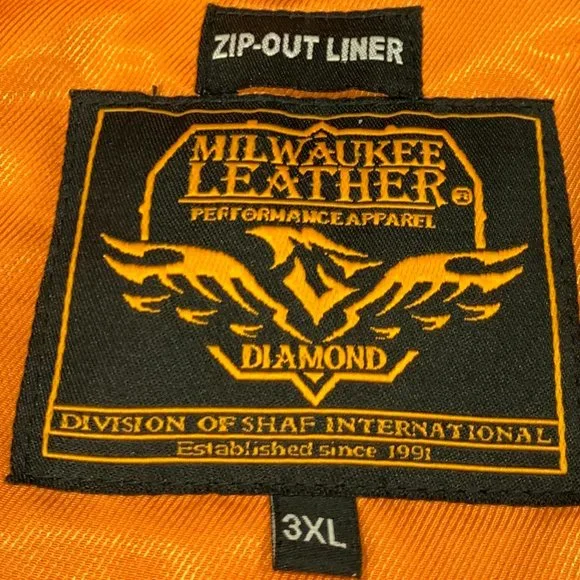 ZIP-OUT LINER
MILWAUKEE
LEATHER ®
PERFORMANCE APPAREL
DIAMOND
DIVISION OF SHAF INTERNATIONAL
Established since 1991
3XL